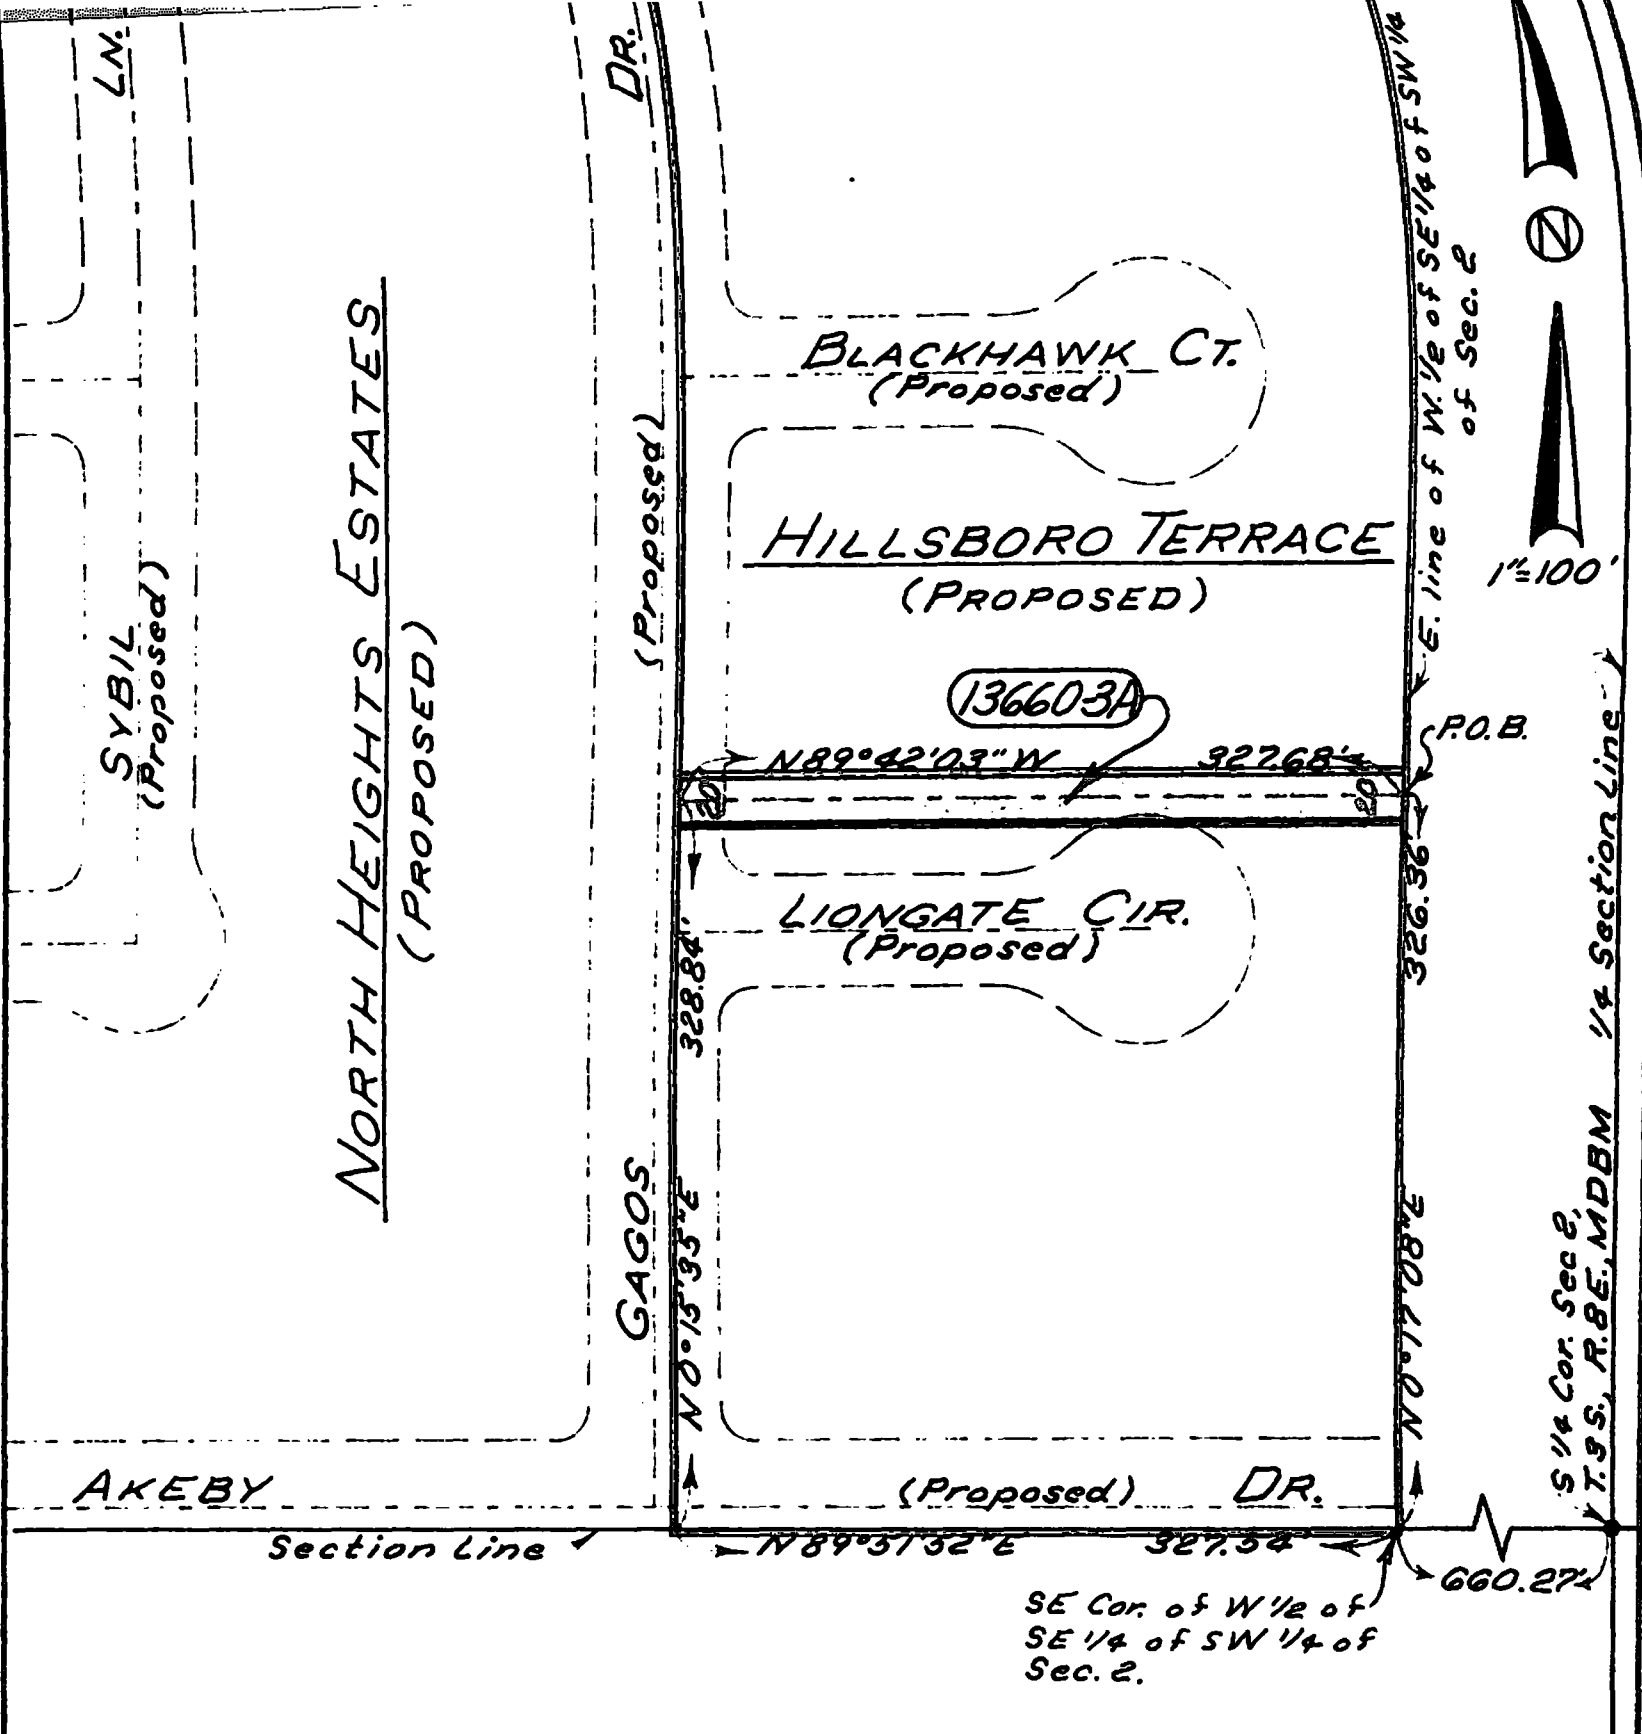 LN.
DR.
E. line of W. 1/2 of SE 1/4 of SW 1/4
of Sec. 2
N
1"=100'
BLACKHAWK CT.
(Proposed)
NORTH HEIGHTS ESTATES
(PROPOSED)
(Proposed)
HILLSBORO TERRACE
(PROPOSED)
SYBIL
(Proposed)
136603A
P.O.B.
N89°42'03"W 327.68'
20'
20'
LIONGATE CIR.
(Proposed)
328.84'
326.36'
1/4 Section Line
GAGOS
N0°15'35"E
N0°17'08"E
S 1/4 Cor. Sec 2,
T.3S., R.8E., MDBM
AKEBY
(Proposed) DR.
Section Line
N89°51'52"E 327.54'
660.27'
SE Cor. of W 1/2 of
SE 1/4 of SW 1/4 of
Sec. 2.